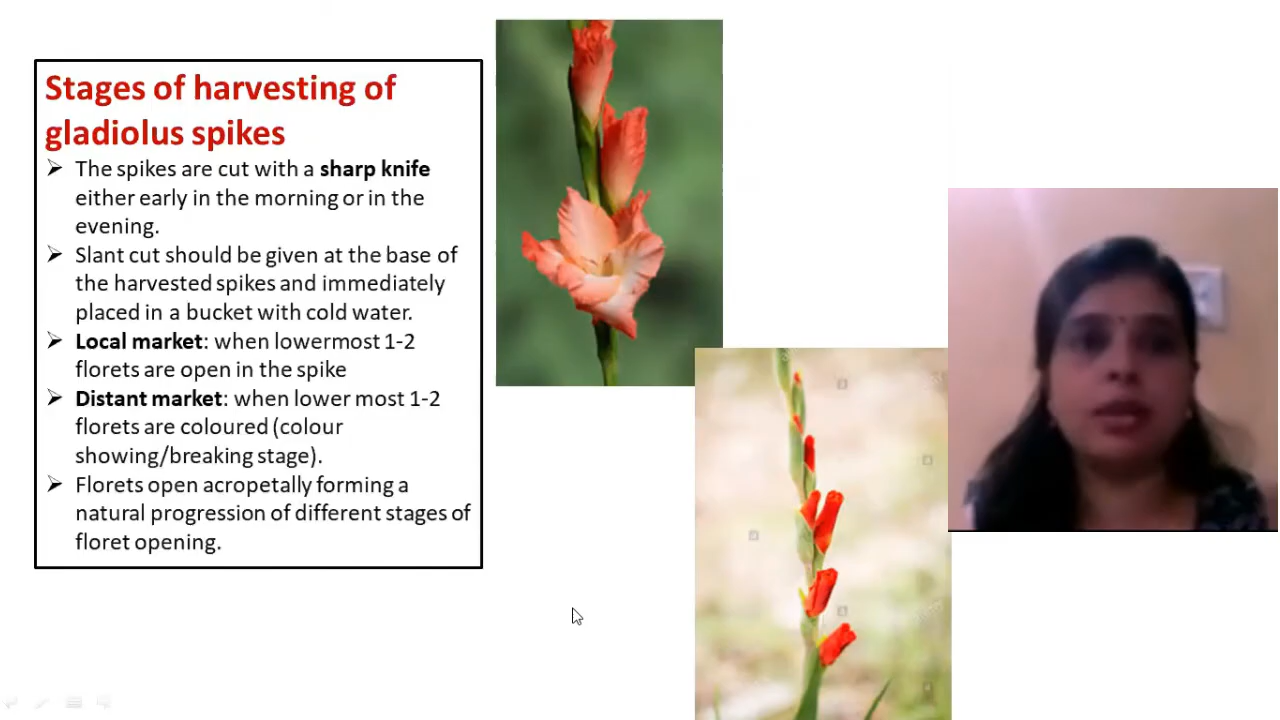 Stages of harvesting of
gladiolus spikes
The spikes are cut with a sharp knife
either early in the morning or in the
evening.
Slant cut should be given at the base of
the harvested spikes and immediately
placed in a bucket with cold water.
Local market: when lowermost 1-2
florets are open in the spike
Distant market: when lower most 1-2
florets are coloured (colour
showing/breaking stage).
Florets open acropetally forming a
natural progression of different stages of
floret opening.